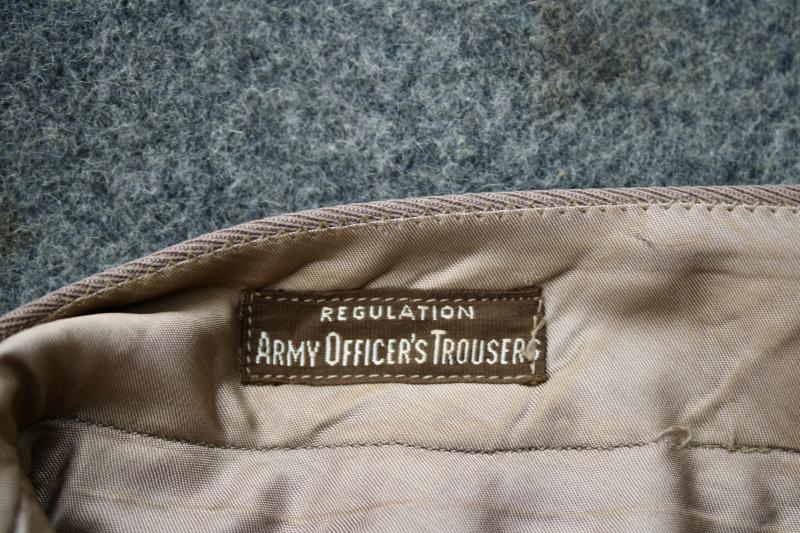 REGULATION
ARMY OFFICER'S TROUSERS